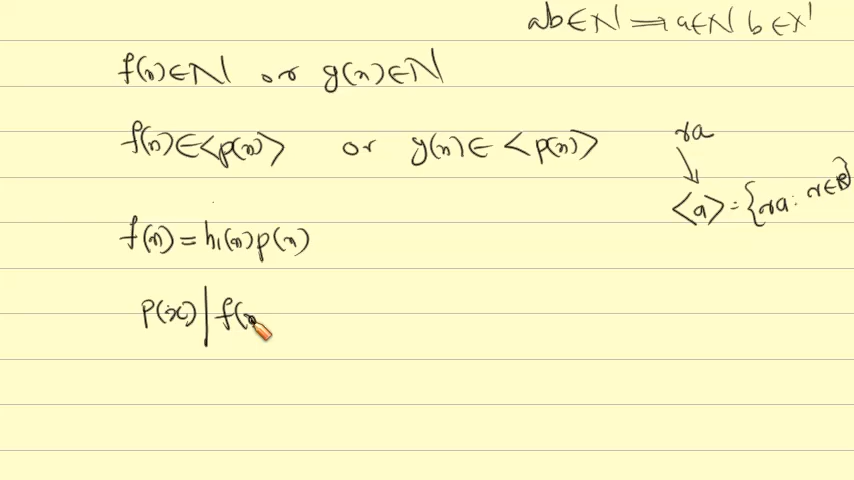 ab ∈ N ⟹ a ∈ N b ∈ N
f(x) ∈ N or g(x) ∈ N
f(x) ∈ <p(x)> or g(x) ∈ <p(x)>
ra
<a> = {ra : r ∈ R}
f(x) = h₁(x) p(x)
p(x) | f(x